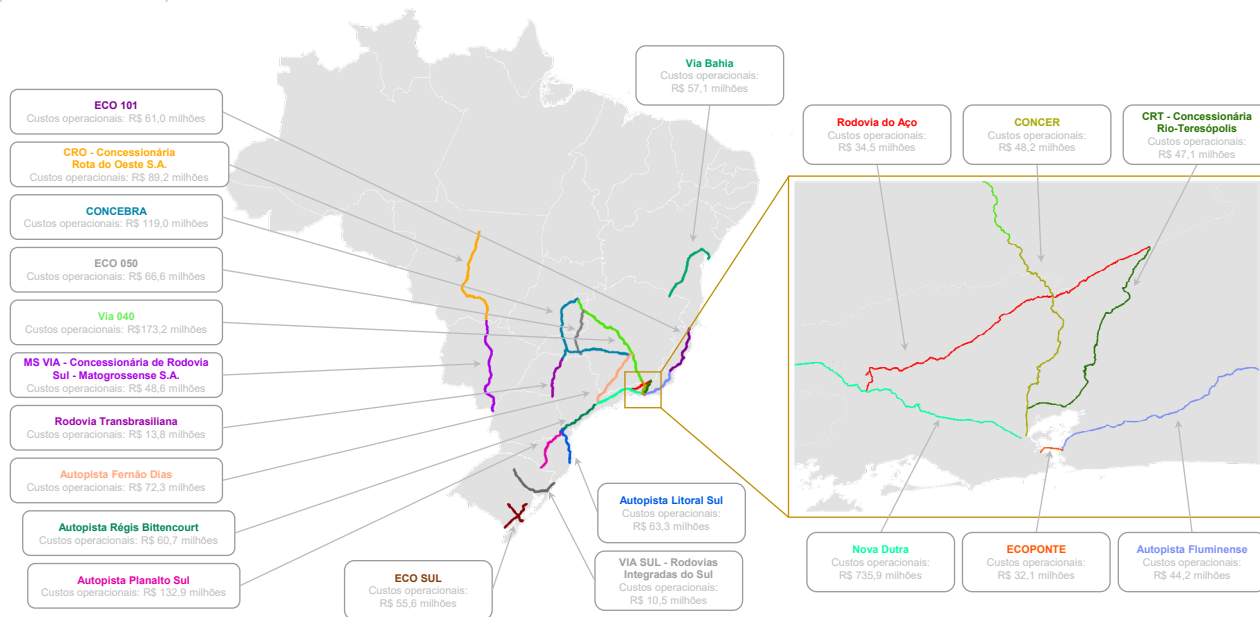 ECO 101
Custos operacionais: R$ 61,0 milhões
CRO - Concessionária
Rota do Oeste S.A.
Custos operacionais: R$ 89,2 milhões
CONCEBRA
Custos operacionais: R$ 119,0 milhões
ECO 050
Custos operacionais: R$ 66,6 milhões
Via 040
Custos operacionais: R$173,2 milhões
MS VIA - Concessionária de Rodovia
Sul - Matogrossense S.A.
Custos operacionais: R$ 48,6 milhões
Rodovia Transbrasiliana
Custos operacionais: R$ 13,8 milhões
Autopista Fernão Dias
Custos operacionais: R$ 72,3 milhões
Autopista Régis Bittencourt
Custos operacionais: R$ 60,7 milhões
Autopista Planalto Sul
Custos operacionais: R$ 132,9 milhões
ECO SUL
Custos operacionais:
R$ 55,6 milhões
Autopista Litoral Sul
Custos operacionais:
R$ 63,3 milhões
VIA SUL - Rodovias
Integradas do Sul
Custos operacionais:
R$ 10,5 milhões
Via Bahia
Custos operacionais:
R$ 57,1 milhões
Rodovia do Aço
Custos operacionais:
R$ 34,5 milhões
CONCER
Custos operacionais:
R$ 48,2 milhões
CRT - Concessionária
Rio-Teresópolis
Custos operacionais:
R$ 47,1 milhões
Nova Dutra
Custos operacionais:
R$ 735,9 milhões
ECOPONTE
Custos operacionais:
R$ 32,1 milhões
Autopista Fluminense
Custos operacionais:
R$ 44,2 milhões